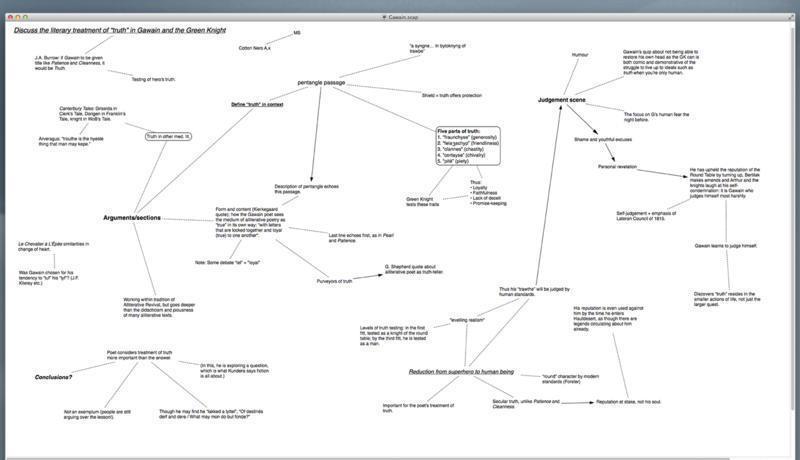 Gawain.scap
Discuss the literary treatment of "truth" in Gawain and the Green Knight
J.A. Burrow: if Gawain to be given
title like Patience and Cleanness, it
would be Truth.
Testing of hero's truth.
MS
Cotton Nero A.x
"a syngne... in bytoknyng of
trawþe"
pentangle passage
Shield = truth offers protection
Define "truth" in context
Humour
Gawain's quip about not being able to
restore his own head as the GK can is
both comic and demonstrative of the
struggle to live up to ideals such as
truth when you're only human.
Judgement scene
The focus on G's human fear the
night before.
Shame and youthful excuses
Personal revelation
Canterbury Tales: Griselda in
Clerk's Tale, Dorigen in Franklin's
Tale, knight in WoB's Tale.
Arveragus: "trouthe is the hyeste
thing that man may kepe."
Truth in other med. lit.
Five parts of truth:
1. "fraunchyse" (generosity)
2. "felaȝschyp" (friendliness)
3. "clannes" (chastity)
4. "cortayse" (chivalry)
5. "pité" (piety)
Green Knight
tests these traits
Thus:
• Loyalty
• Faithfulness
• Lack of deceit
• Promise-keeping
He has upheld the reputation of the
Round Table by turning up, Bertilak
makes amends and Arthur and the
knights laugh at his self-
condemnation: it is Gawain who
judges himself most harshly.
Self-judgement = emphasis of
Lateran Council of 1815.
Gawain learns to judge himself.
Discovers "truth" resides in the
smaller actions of life, not just the
larger quest.
Description of pentangle echoes
this passage.
Arguments/sections
Form and content (Kierkegaard
quote); how the Gawain poet sees
the medium of alliterative poetry as
"true" in its own way: "with letters
that are locked together and loyal
(true) to one another".
Last line echoes first, as in Pearl
and Patience.
Note: Some debate "lel" = "loyal"
Purveyors of truth
G. Shepherd quote about
alliterative poet as truth-teller.
Le Chevalier à L'Épée similarities in
change of heart.
Was Gawain chosen for his
tendency to "luf" his "lyf"? (J.F.
Kiteley etc.)
Working within tradition of
Alliterative Revival, but goes deeper
than the didacticism and piousness
of many alliterative texts.
Thus his "trawthe" will be judged by
human standards.
"levelling realism"
Levels of truth testing: in the first
fitt, tested as a knight of the round
table; by the third fitt, he is tested
as a man.
His reputation is even used against
him by the time he enters
Hautdesert, as though there are
legends circulating about him
already.
Reduction from superhero to human being
"round" character by modern
standards (Forster)
Important for the poet's treatment of
truth.
Secular truth, unlike Patience and
Cleanness
Reputation at stake, not his soul.
Conclusions?
Poet considers treatment of truth
more important than the answer
(In this, he is exploring a question,
which is what Kundera says fiction
is all about.)
Not an exemplum (people are still
arguing over the lesson!).
Though he may find he "lakked a lyttel", "Of destinés
derf and dere / What may mon do but fonde?"